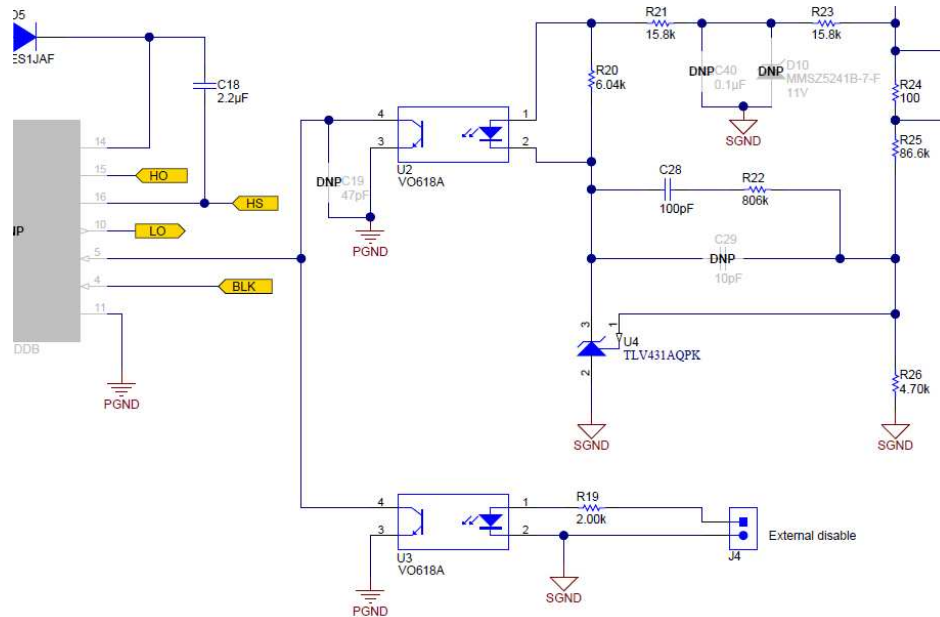 D5
ES1JAF
C18
2.2µF
14
15
16
10
5
4
11
HO
HS
LO
BLK
NP
DDB
PGND
DNP
C19
47pF
PGND
4
3
1
2
U2
VO618A
R21
15.8k
R20
6.04k
DNP
C40
0.1µF
DNP
D10
MMSZ5241B-7-F
11V
SGND
R23
15.8k
R24
100
R25
86.6k
C28
100pF
R22
806k
C29
DNP
10pF
3
1
2
U4
TLV431AQPK
SGND
R26
4.70k
SGND
4
3
1
2
U3
VO618A
PGND
R19
2.00k
SGND
J4
External disable